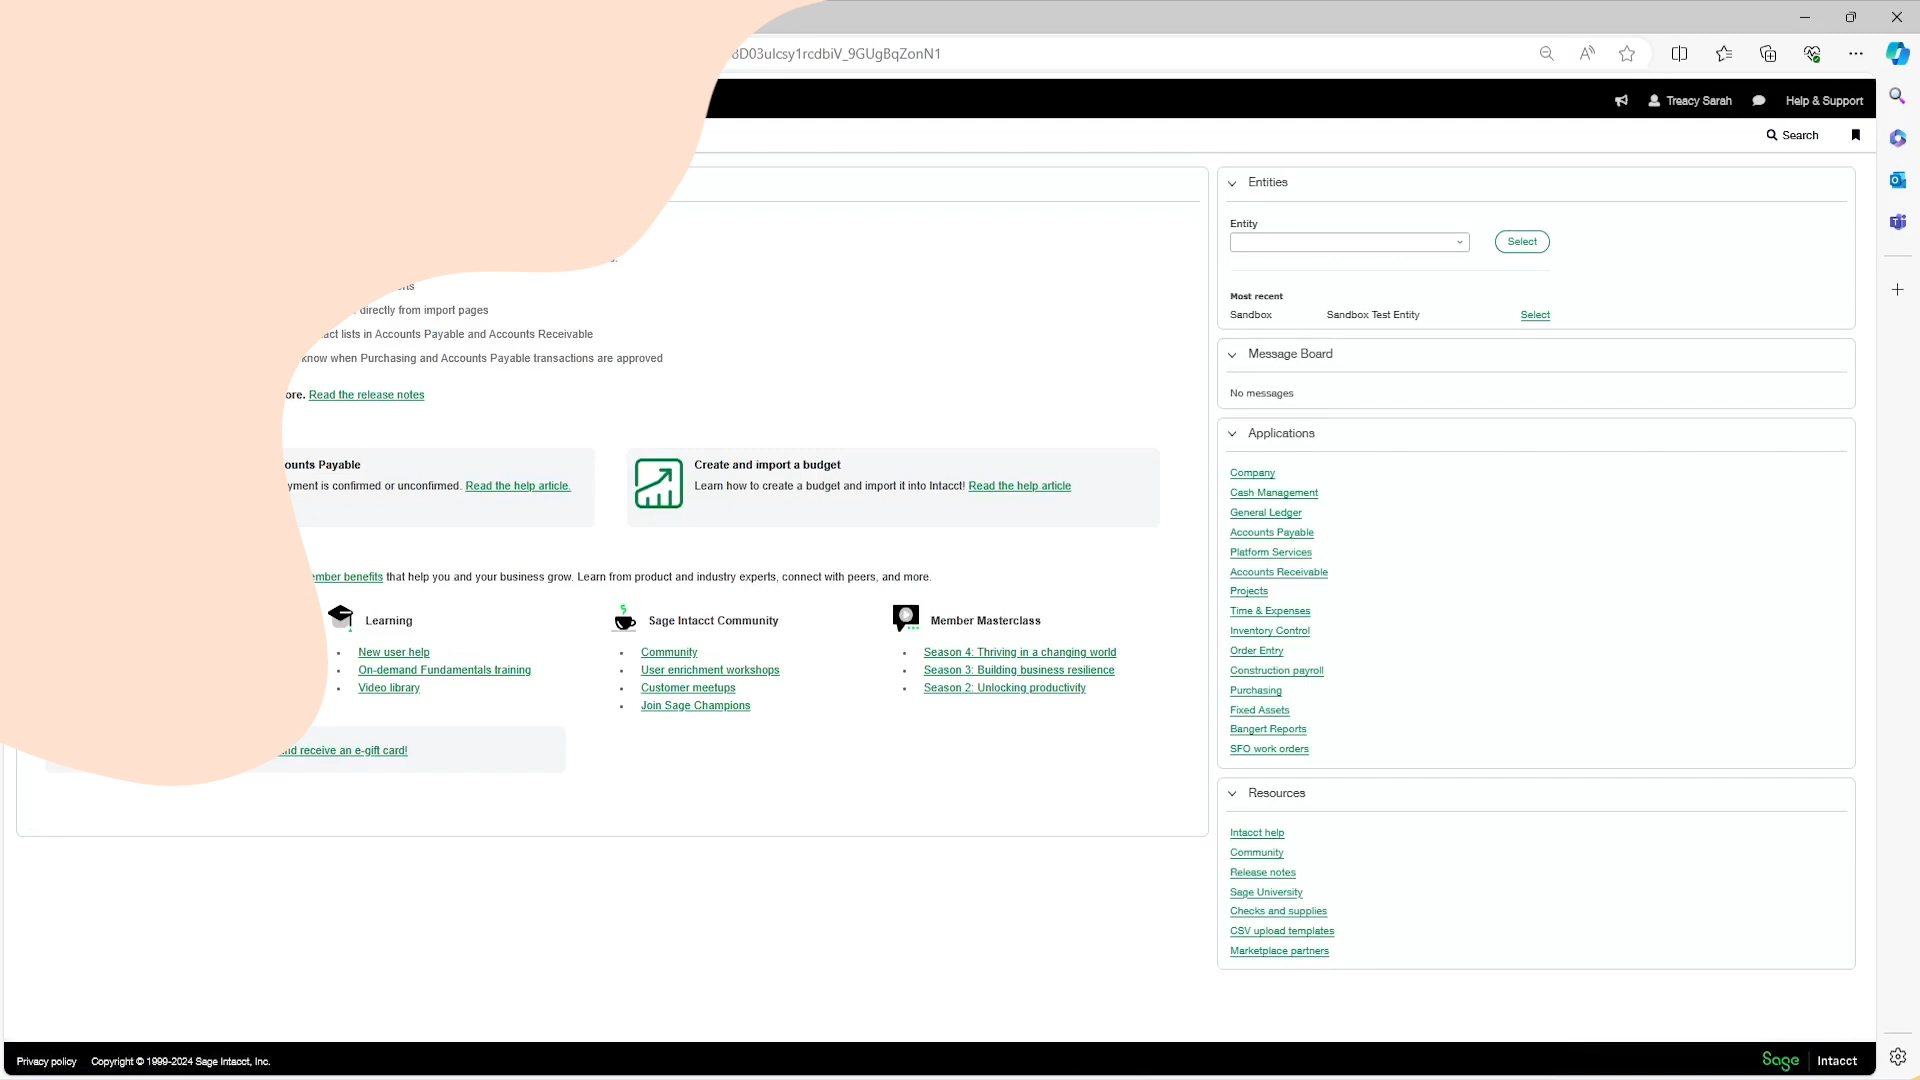 8D03ulcsy1rcdbiV_9GUgBqZonN1
Treacy Sarah
Help & Support
Search
directly from import pages
lists in Accounts Payable and Accounts Receivable
know when Purchasing and Accounts Payable transactions are approved
Read the release notes
Payable
is confirmed or unconfirmed. Read the help article.
Create and import a budget
Learn how to create a budget and import it into Intacct! Read the help article
benefits that help you and your business grow. Learn from product and industry experts, connect with peers, and more.
Learning
New user help
On-demand Fundamentals training
Video library
Sage Intacct Community
Community
User enrichment workshops
Customer meetups
Join Sage Champions
Member Masterclass
Season 4: Thriving in a changing world
Season 3: Building business resilience
Season 2: Unlocking productivity
and receive an e-gift card!
Entities
Entity
Select
Most recent
Sandbox Sandbox Test Entity Select
Message Board
No messages
Applications
Company
Cash Management
General Ledger
Accounts Payable
Platform Services
Accounts Receivable
Projects
Time & Expenses
Inventory Control
Order Entry
Construction payroll
Purchasing
Fixed Assets
Bangert Reports
SFO work orders
Resources
Intacct help
Community
Release notes
Sage University
Checks and supplies
CSV upload templates
Marketplace partners
Privacy policy Copyright © 1999-2024 Sage Intacct, Inc.
Sage Intacct